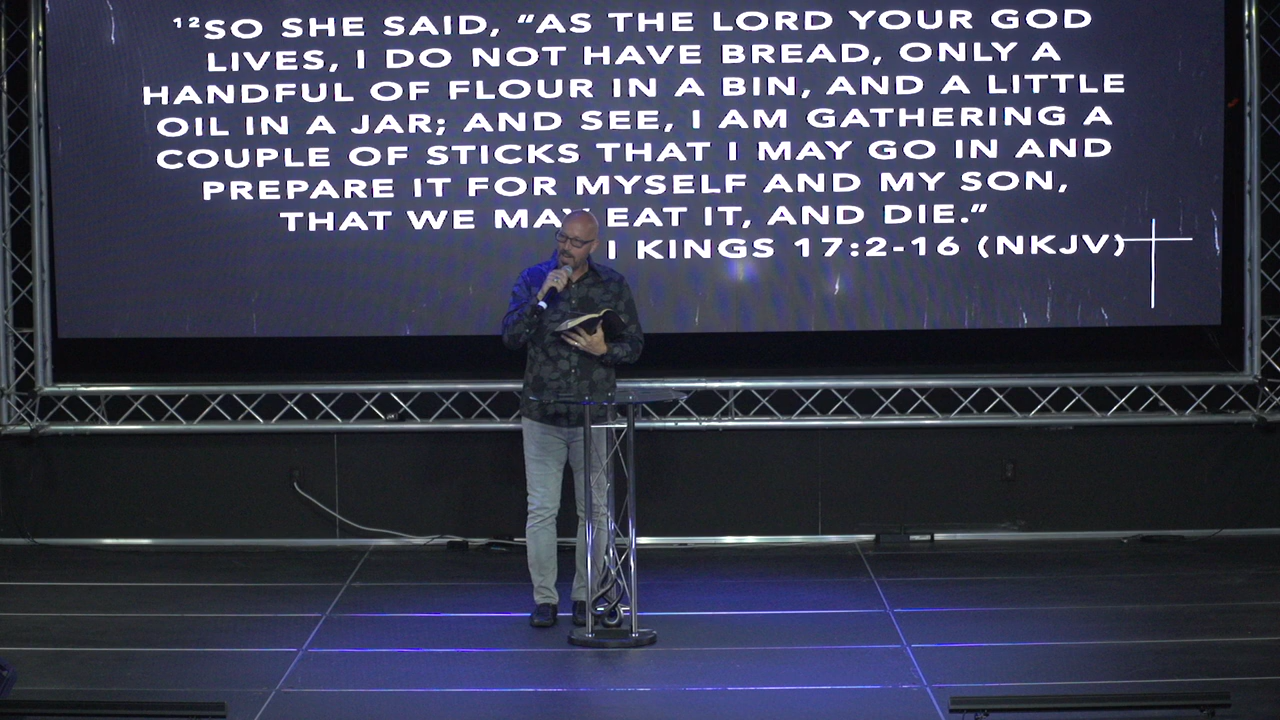 ¹²SO SHE SAID, “AS THE LORD YOUR GOD
LIVES, I DO NOT HAVE BREAD, ONLY A
HANDFUL OF FLOUR IN A BIN, AND A LITTLE
OIL IN A JAR; AND SEE, I AM GATHERING A
COUPLE OF STICKS THAT I MAY GO IN AND
PREPARE IT FOR MYSELF AND MY SON,
THAT WE MAY EAT IT, AND DIE.”
I KINGS 17:2-16 (NKJV)